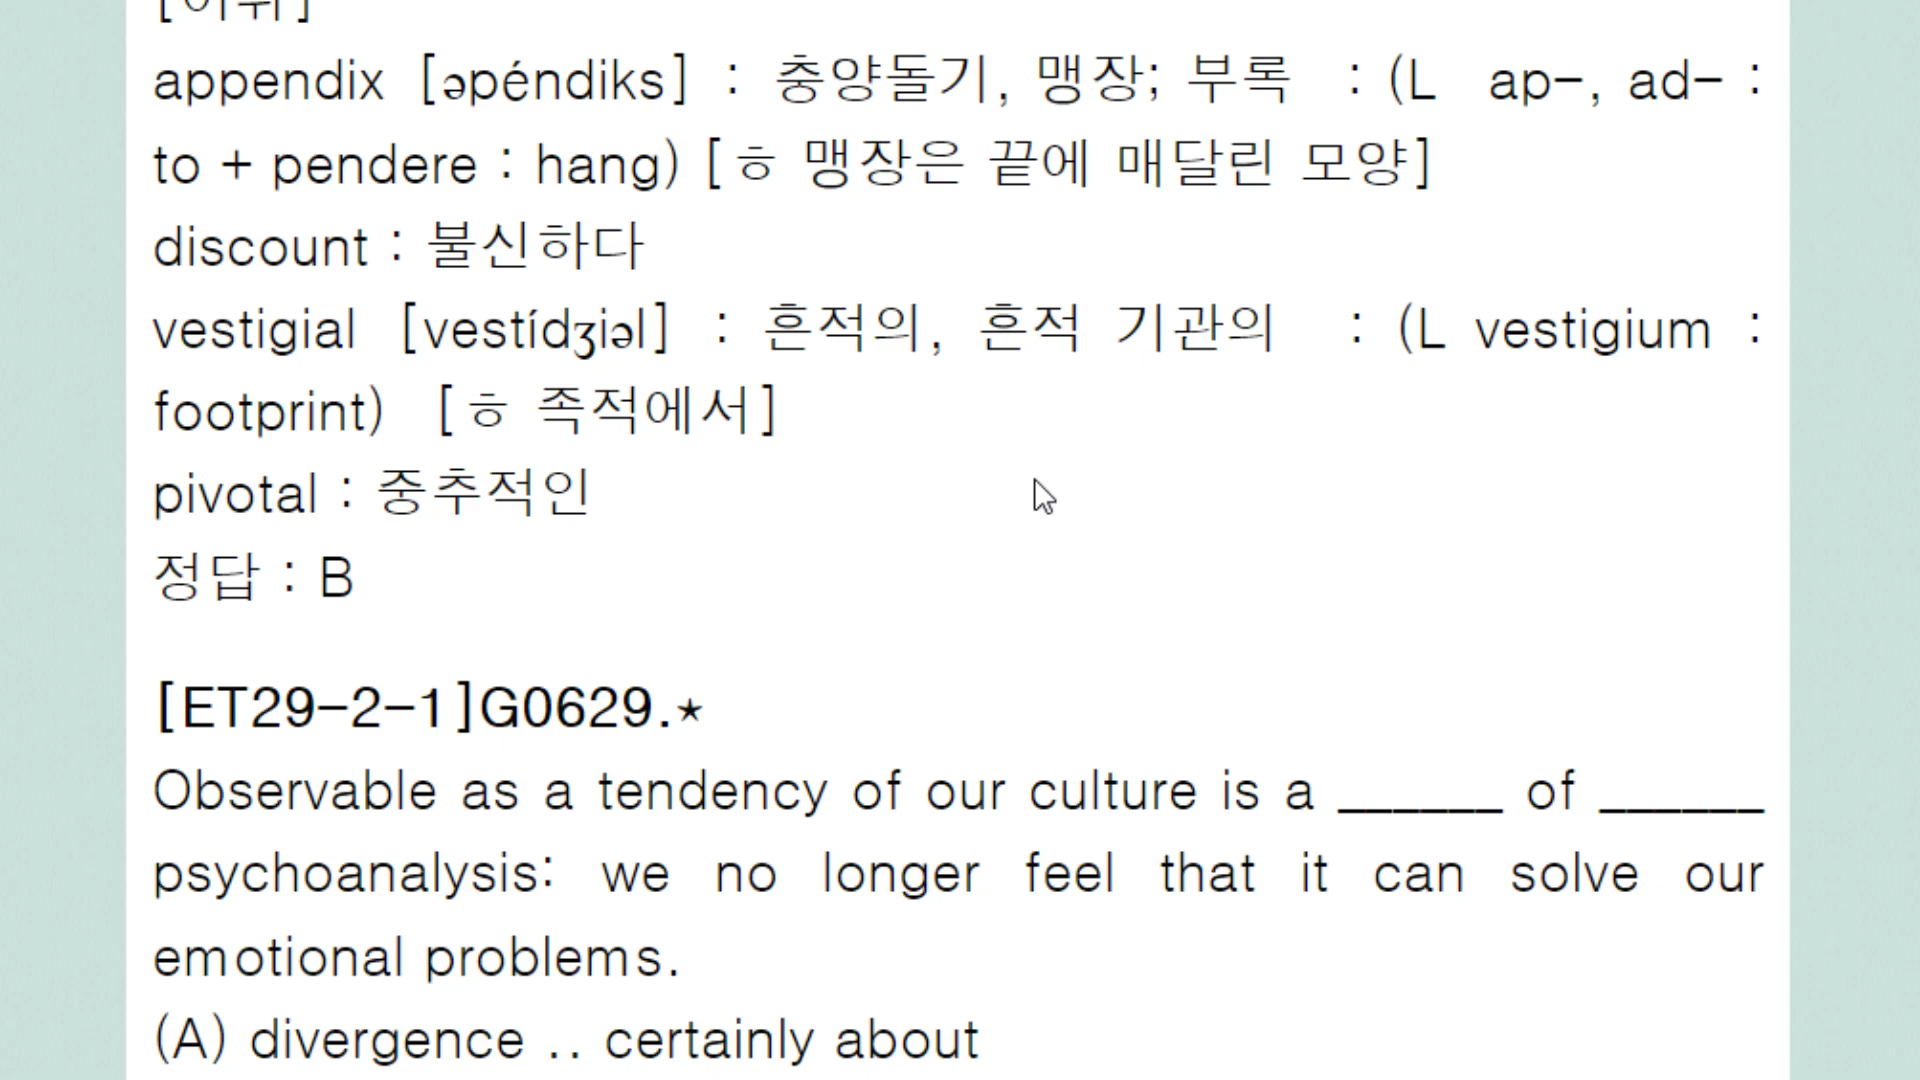 [어휘]
appendix [əpéndiks] : 충양돌기, 맹장; 부록 : (L ap-, ad- :
to + pendere : hang) [ㅎ 맹장은 끝에 매달린 모양]
discount : 불신하다
vestigial [vestídʒiəl] : 흔적의, 흔적 기관의 : (L vestigium :
footprint) [ㅎ 족적에서]
pivotal : 중추적인
정답 : B
[ET29-2-1]G0629.⋆
Observable as a tendency of our culture is a ______ of ______
psychoanalysis: we no longer feel that it can solve our
emotional problems.
(A) divergence .. certainly about